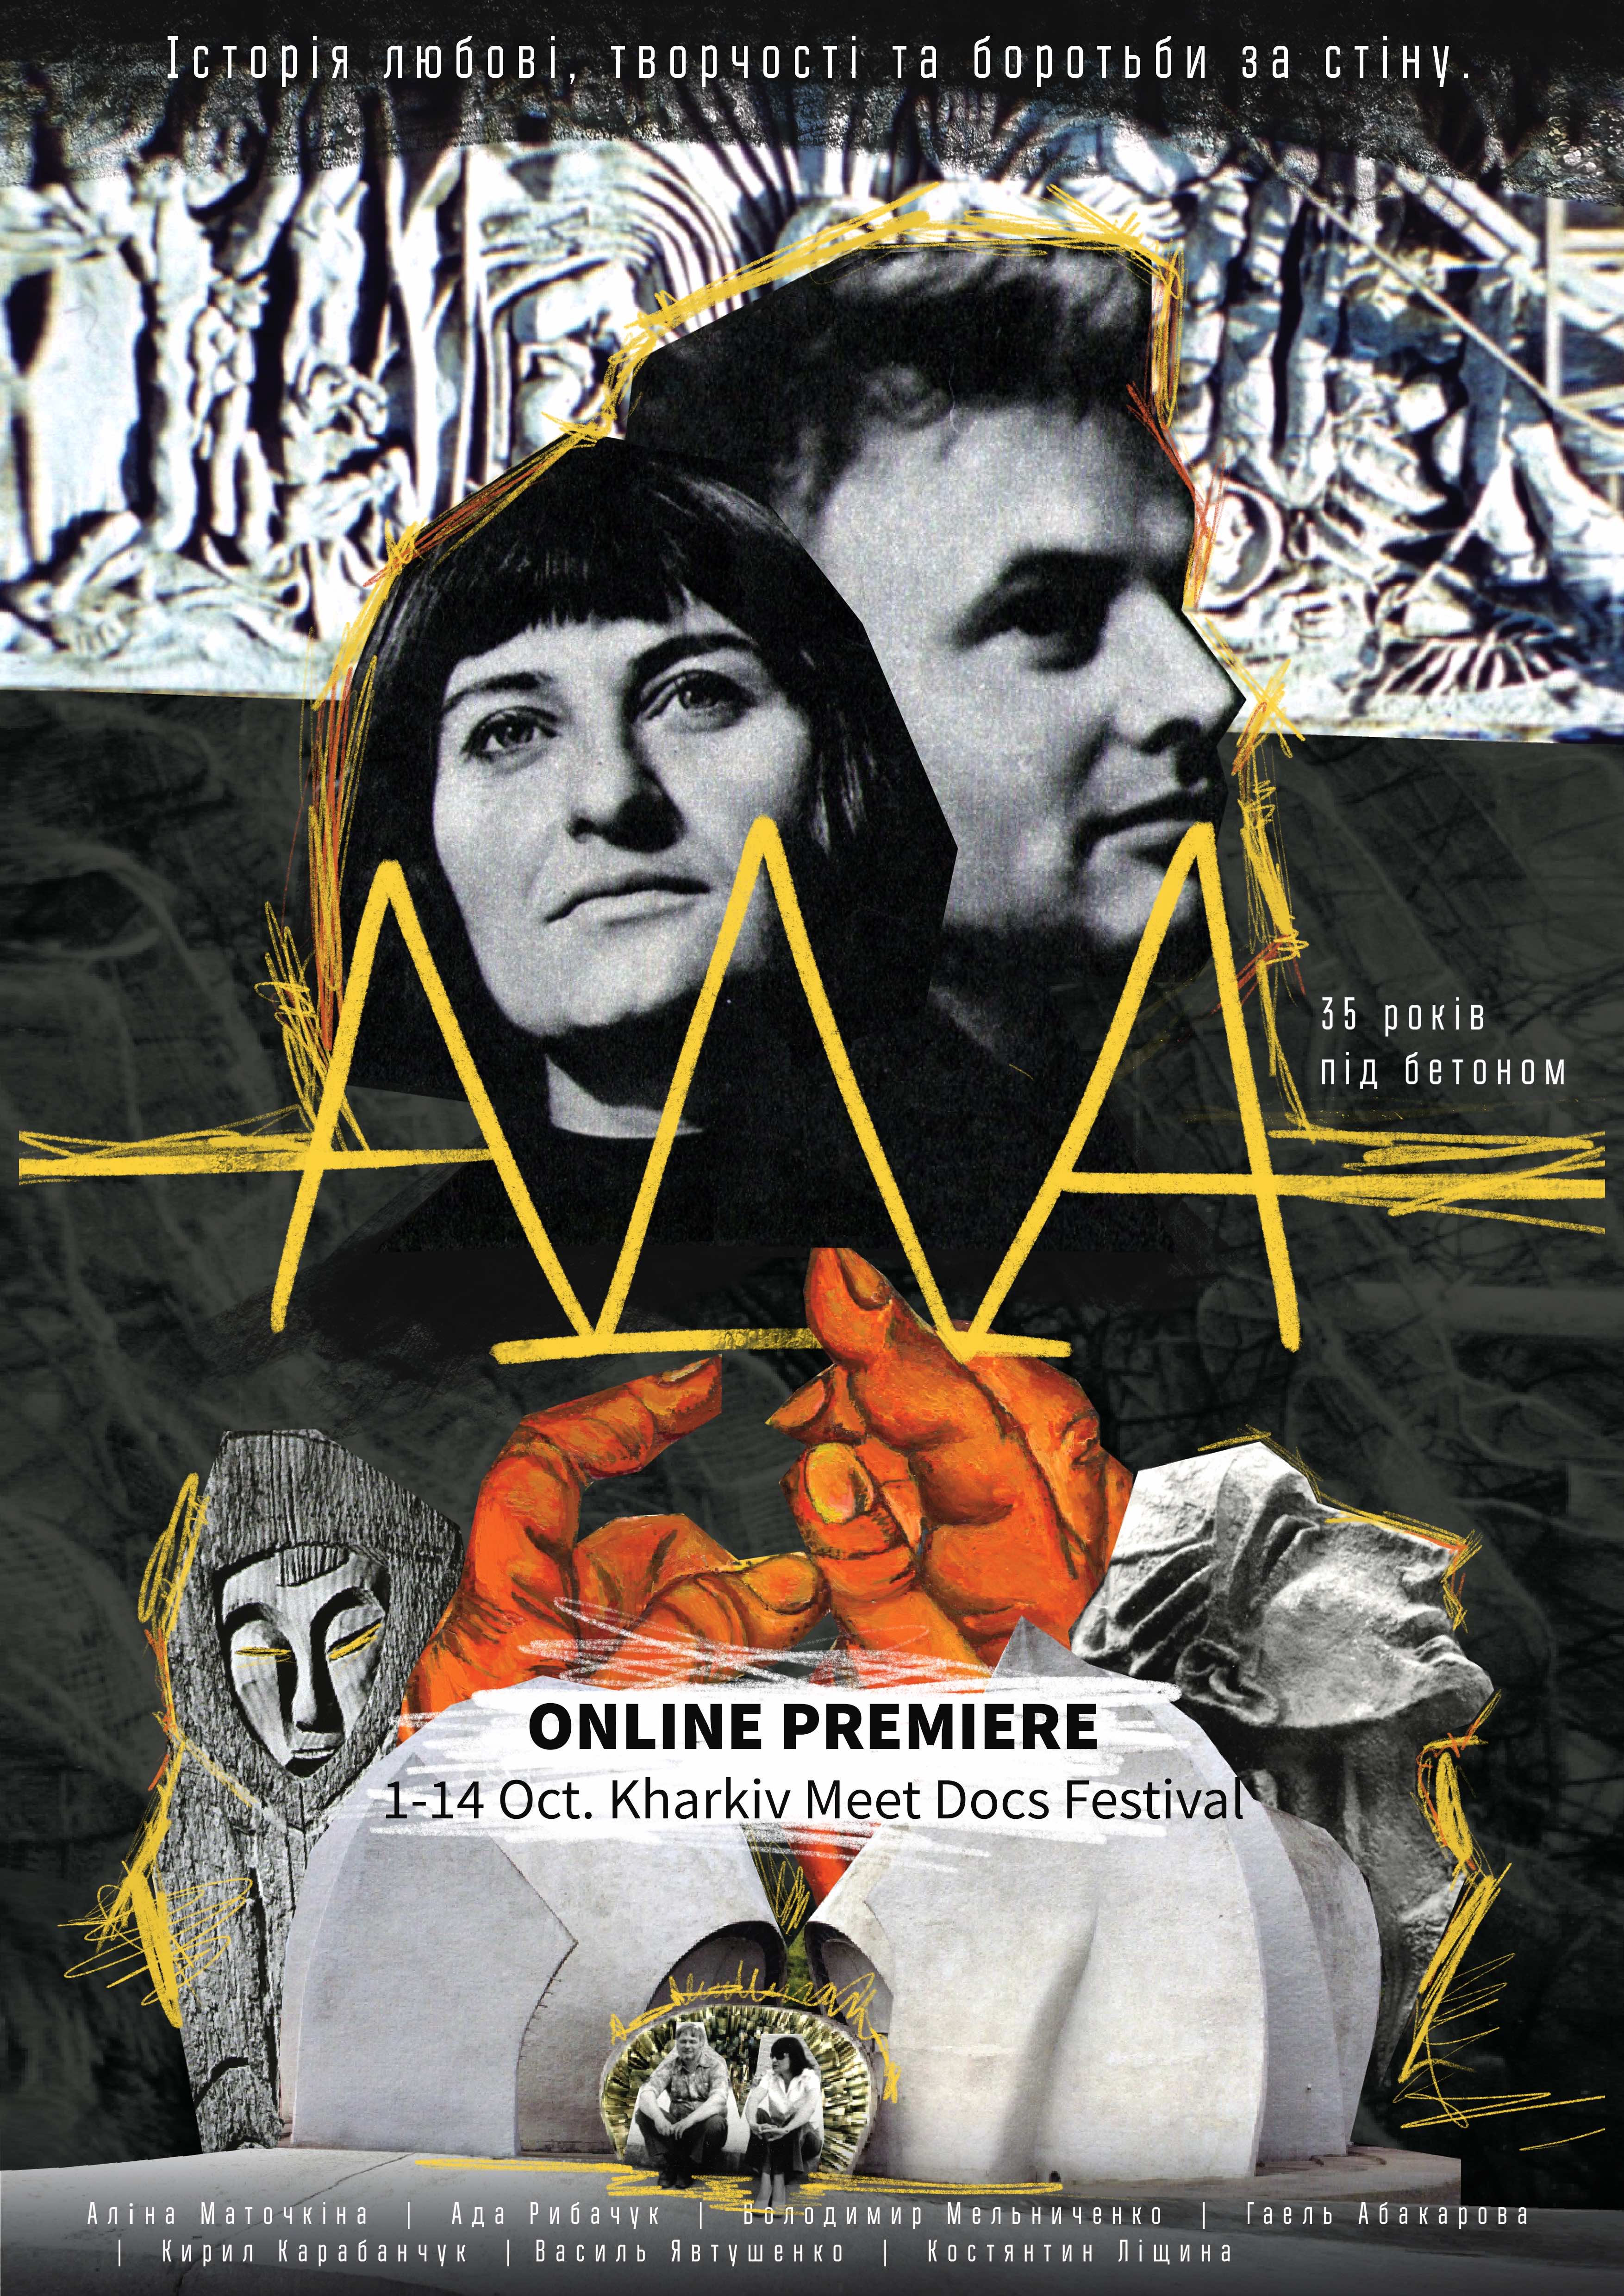 Історія любові, творчості та боротьби за стіну.
АДА
35 років
під бетоном
ONLINE PREMIERE
1-14 Oct. Kharkiv Meet Docs Festival
Аліна Маточкіна | Ада Рибачук | Володимир Мельниченко | Гаель Абакарова
| Кирил Карабанчук | Василь Явтушенко | Костянтин Ліщина